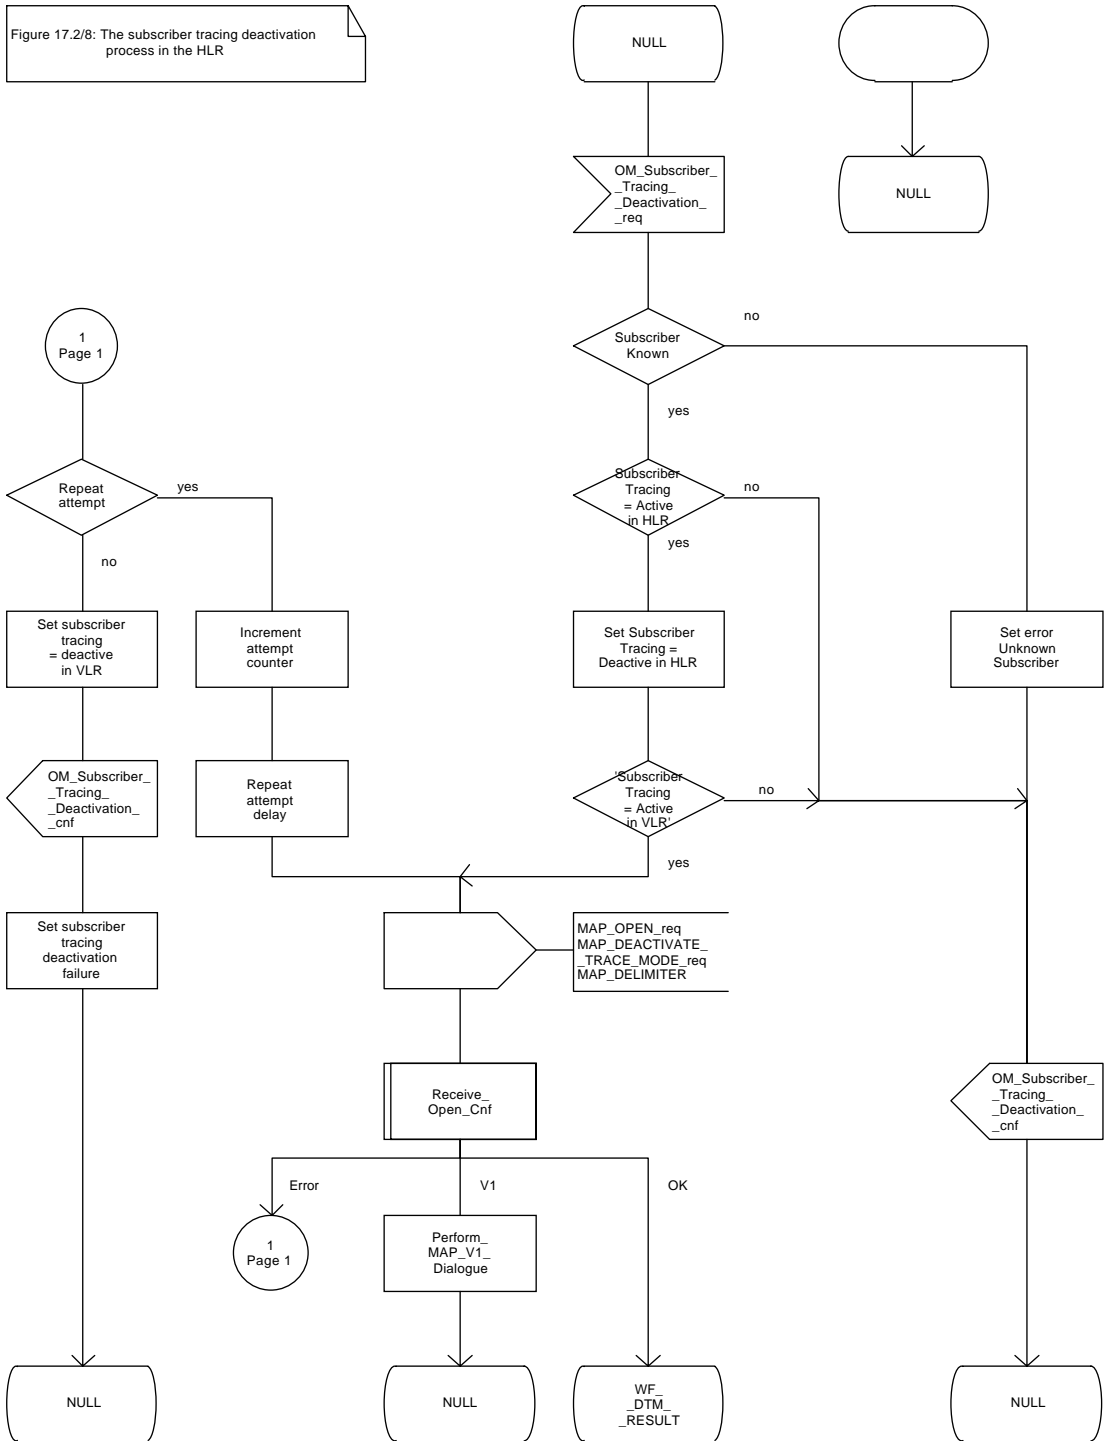 Figure 17.2/8: The subscriber tracing deactivation
process in the HLR
NULL
OM_Subscriber_
_Tracing_
_Deactivation_
_req
NULL
1
Page 1
Subscriber
Known
no
yes
Repeat
attempt
yes
no
Subscriber
Tracing
= Active
in HLR
no
yes
Set subscriber
tracing
= deactive
in VLR
Increment
attempt
counter
Set Subscriber
Tracing =
Deactive in HLR
Set error
Unknown
Subscriber
OM_Subscriber_
_Tracing_
_Deactivation_
_cnf
Repeat
attempt
delay
'Subscriber
Tracing
= Active
in VLR'
no
yes
Set subscriber
tracing
deactivation
failure
MAP_OPEN_req
MAP_DEACTIVATE_
_TRACE_MODE_req
MAP_DELIMITER
Receive_
Open_Cnf
OM_Subscriber_
_Tracing_
_Deactivation_
_cnf
Error
V1
OK
1
Page 1
Perform_
MAP_V1_
Dialogue
NULL
NULL
WF_
_DTM_
_RESULT
NULL